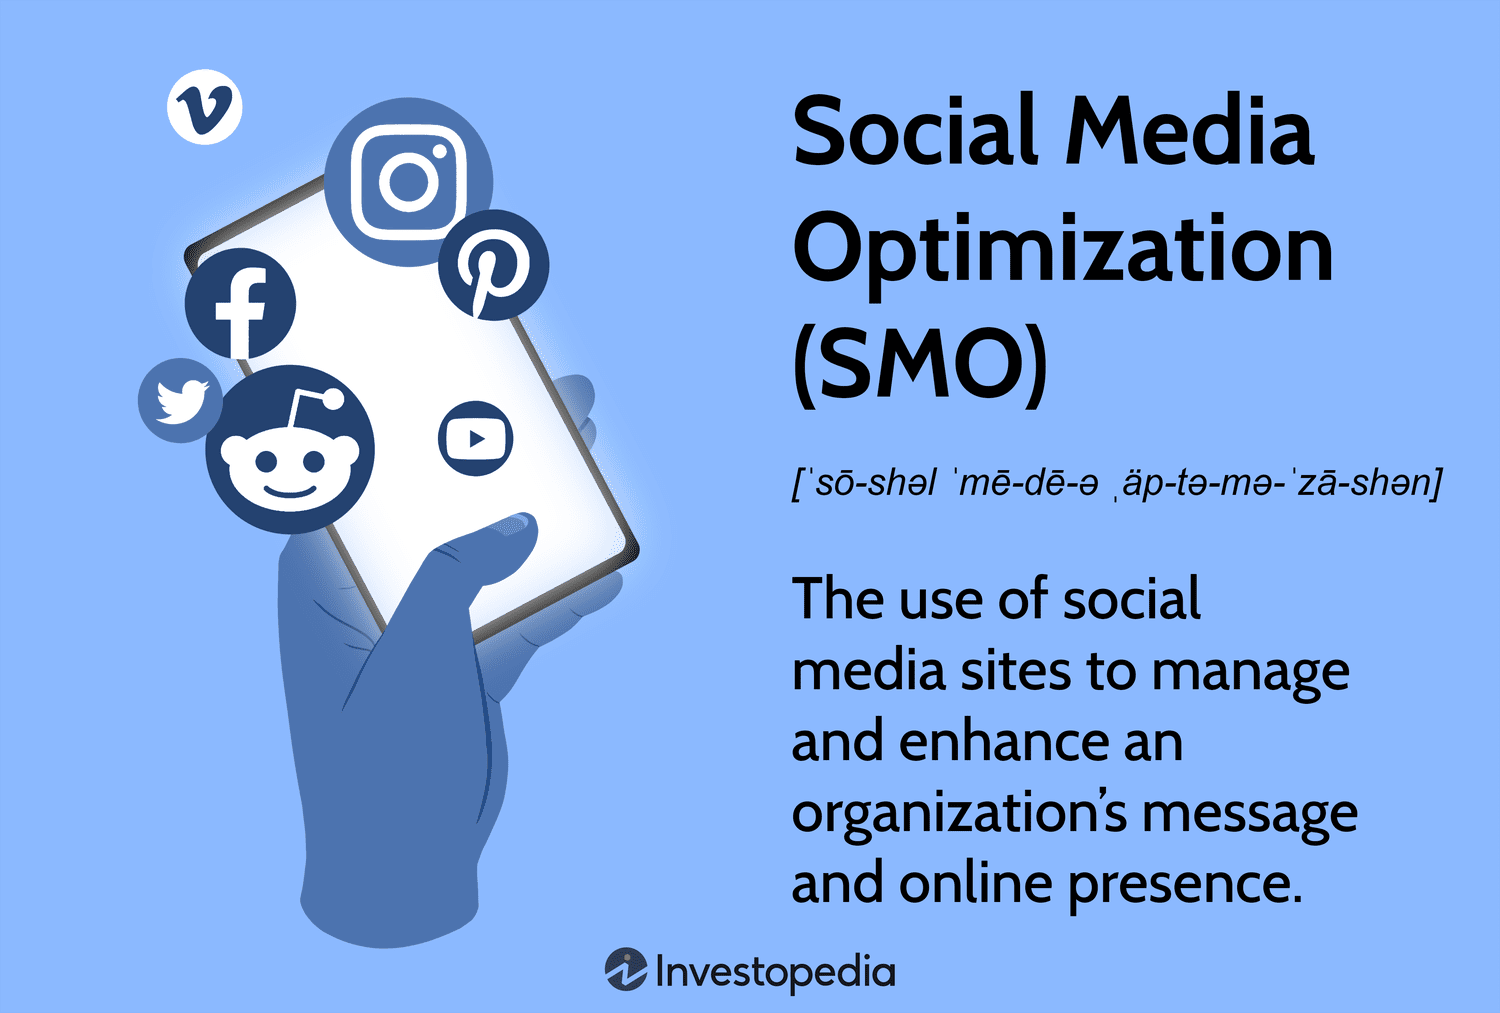 Social Media
Optimization
(SMO)
[ˈsō-shəl ˈmē-dē-ə ˌäp-tə-mə-ˈzā-shən]
The use of social
media sites to manage
and enhance an
organization’s message
and online presence.
Investopedia